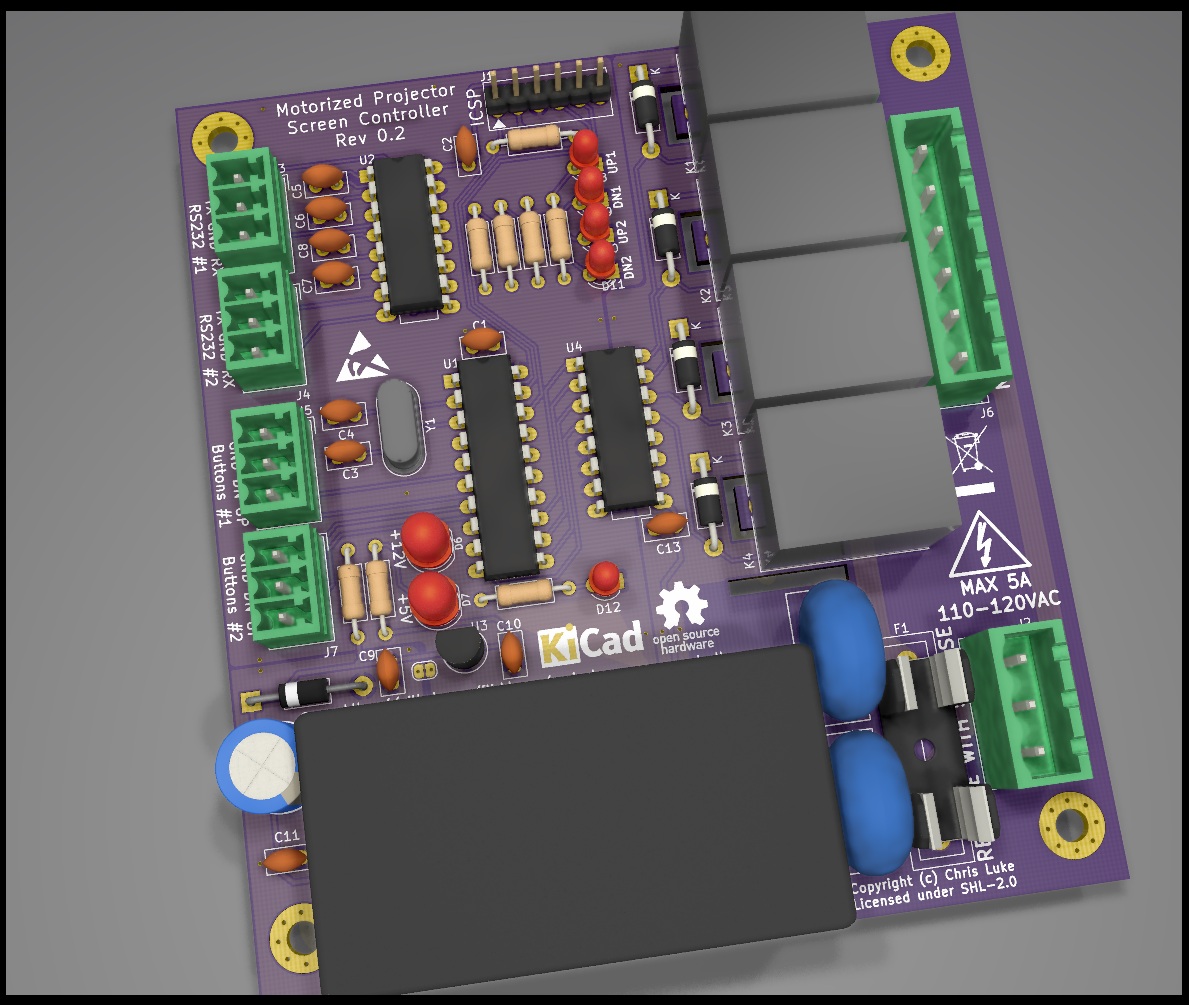 Motorized Projector
Screen Controller
Rev 0.2
J1
ICSP
C2
U2
C5
C6
C8
C7
RS232 #1
RS232 #2
UP1
DN1
UP2
DN2
D11
K
K1
K
K2
K
K3
K
K4
C1
U4
J4
C4
C3
Y1
Buttons #1
Buttons #2
J7
+12V
D6
+5V
D7
C13
D12
U3
C10
C9
KiCad
open source
hardware
J6
MAX 5A
110-120VAC
F1
WITH
C11
Copyright (c) Chris Luke
Licensed under SHL-2.0